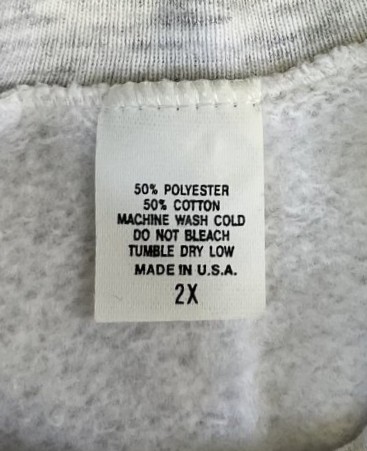 50% POLYESTER
50% COTTON
MACHINE WASH COLD
DO NOT BLEACH
TUMBLE DRY LOW
MADE IN U.S.A.
2X